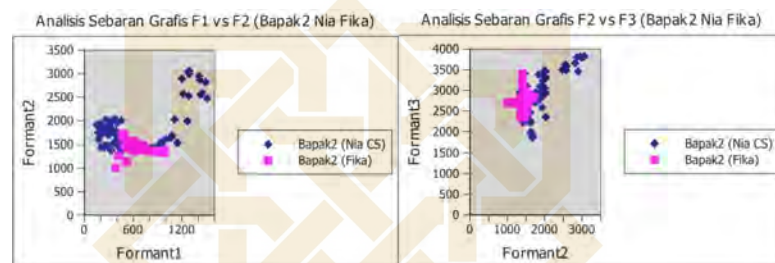 Analisis Sebaran Grafis F1 vs F2 (Bapak2 Nia Fika)
Formant2
3500
3000
2500
2000
1500
1000
500
0
0
600
1200
Formant1
Bapak2 (Nia CS)
Bapak2 (Fika)
Analisis Sebaran Grafis F2 vs F3 (Bapak2 Nia Fika)
Formant3
4000
3500
3000
2500
2000
1500
1000
500
0
0
1000
2000
3000
Formant2
Bapak2 (Nia CS)
Bapak2 (Fika)